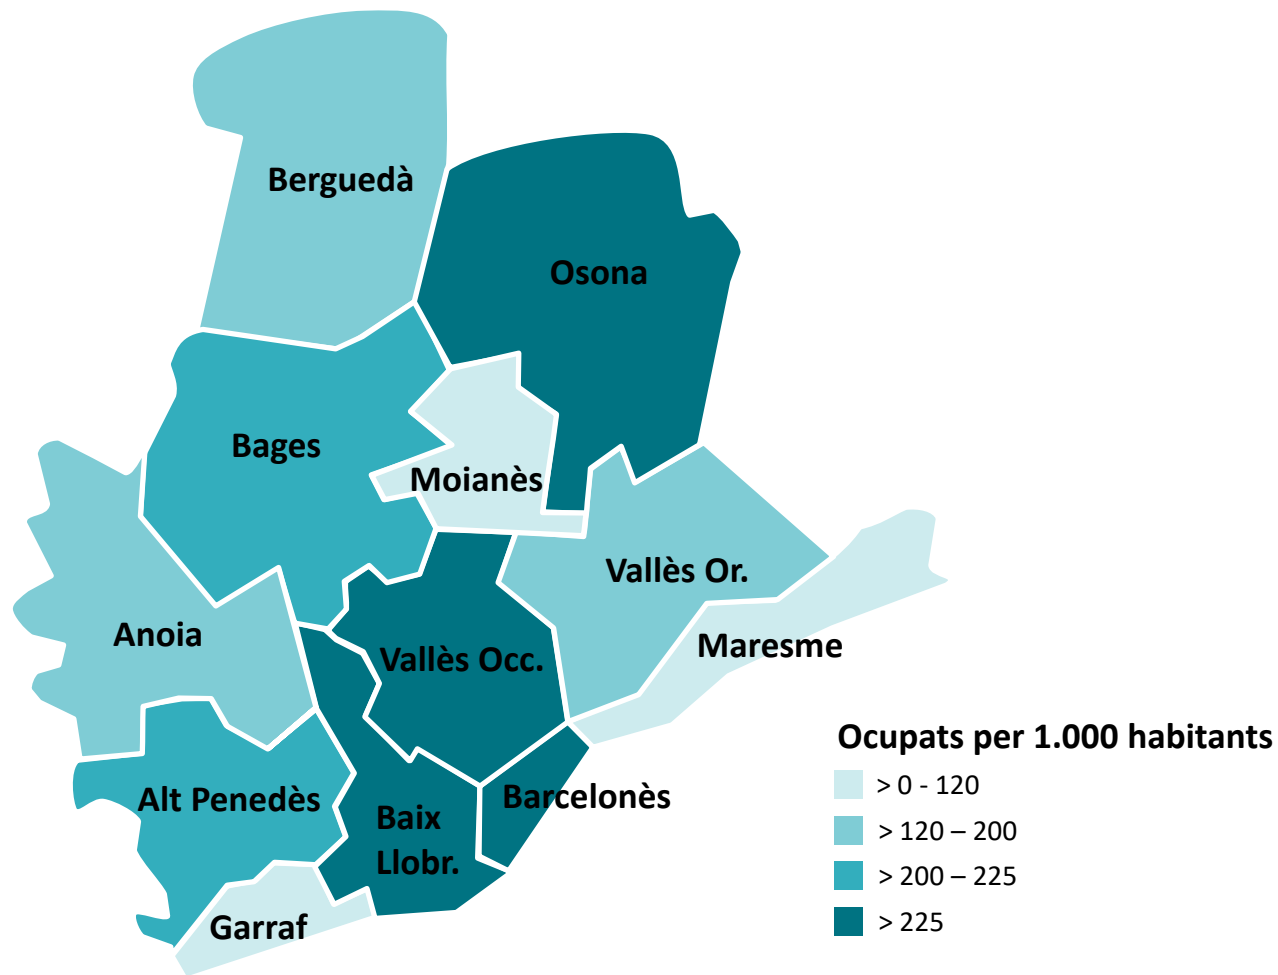 Berguedà
Osona
Bages
Moianès
Vallès Or.
Anoia
Maresme
Vallès Occ.
Ocupats per 1.000 habitants
> 0 - 120
> 120 – 200
> 200 – 225
> 225
Alt Penedès
Barcelonès
Baix
Llobr.
Garraf